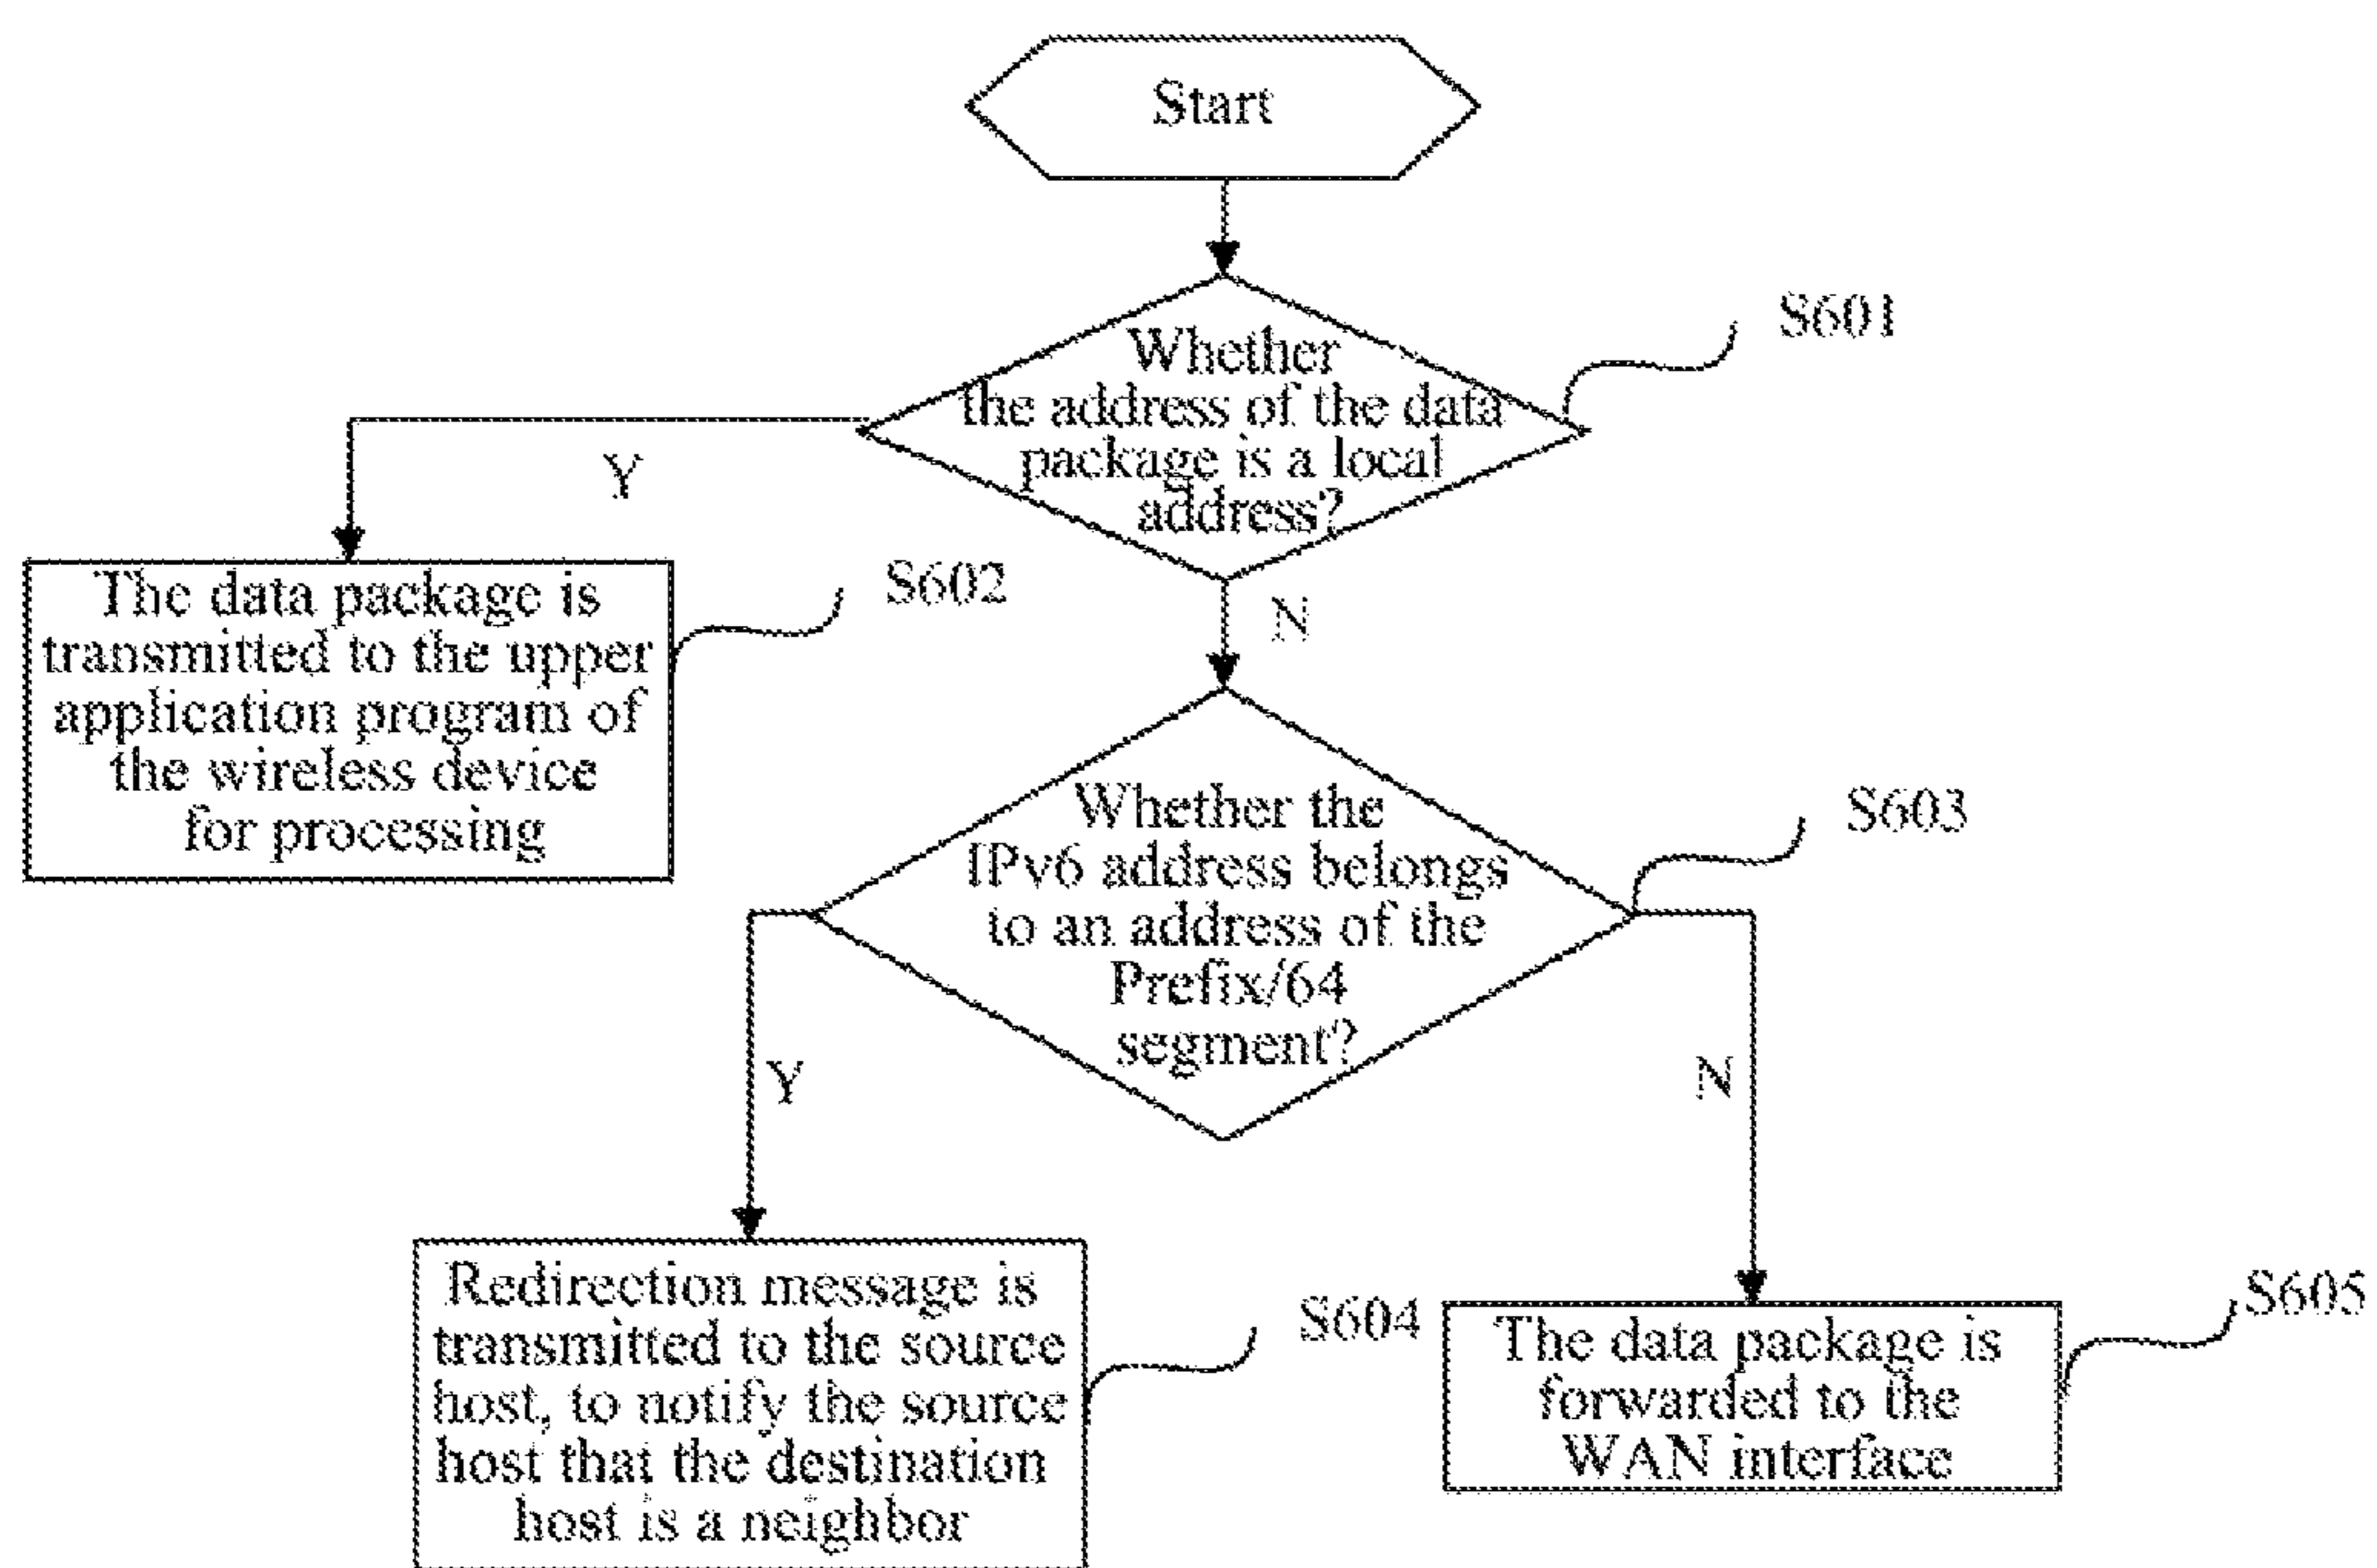 Start
Whether
the address of the data
package is a local
address?
S601
Y
N
The data package is
transmitted to the upper
application program of
the wireless device
for processing
S602
Whether the
IPv6 address belongs
to an address of the
Prefix/64
segment?
S603
Y
N
Redirection message is
transmitted to the source
host, to notify the source
host that the destination
host is a neighbor
S604
The data package is
forwarded to the
WAN interface
S605